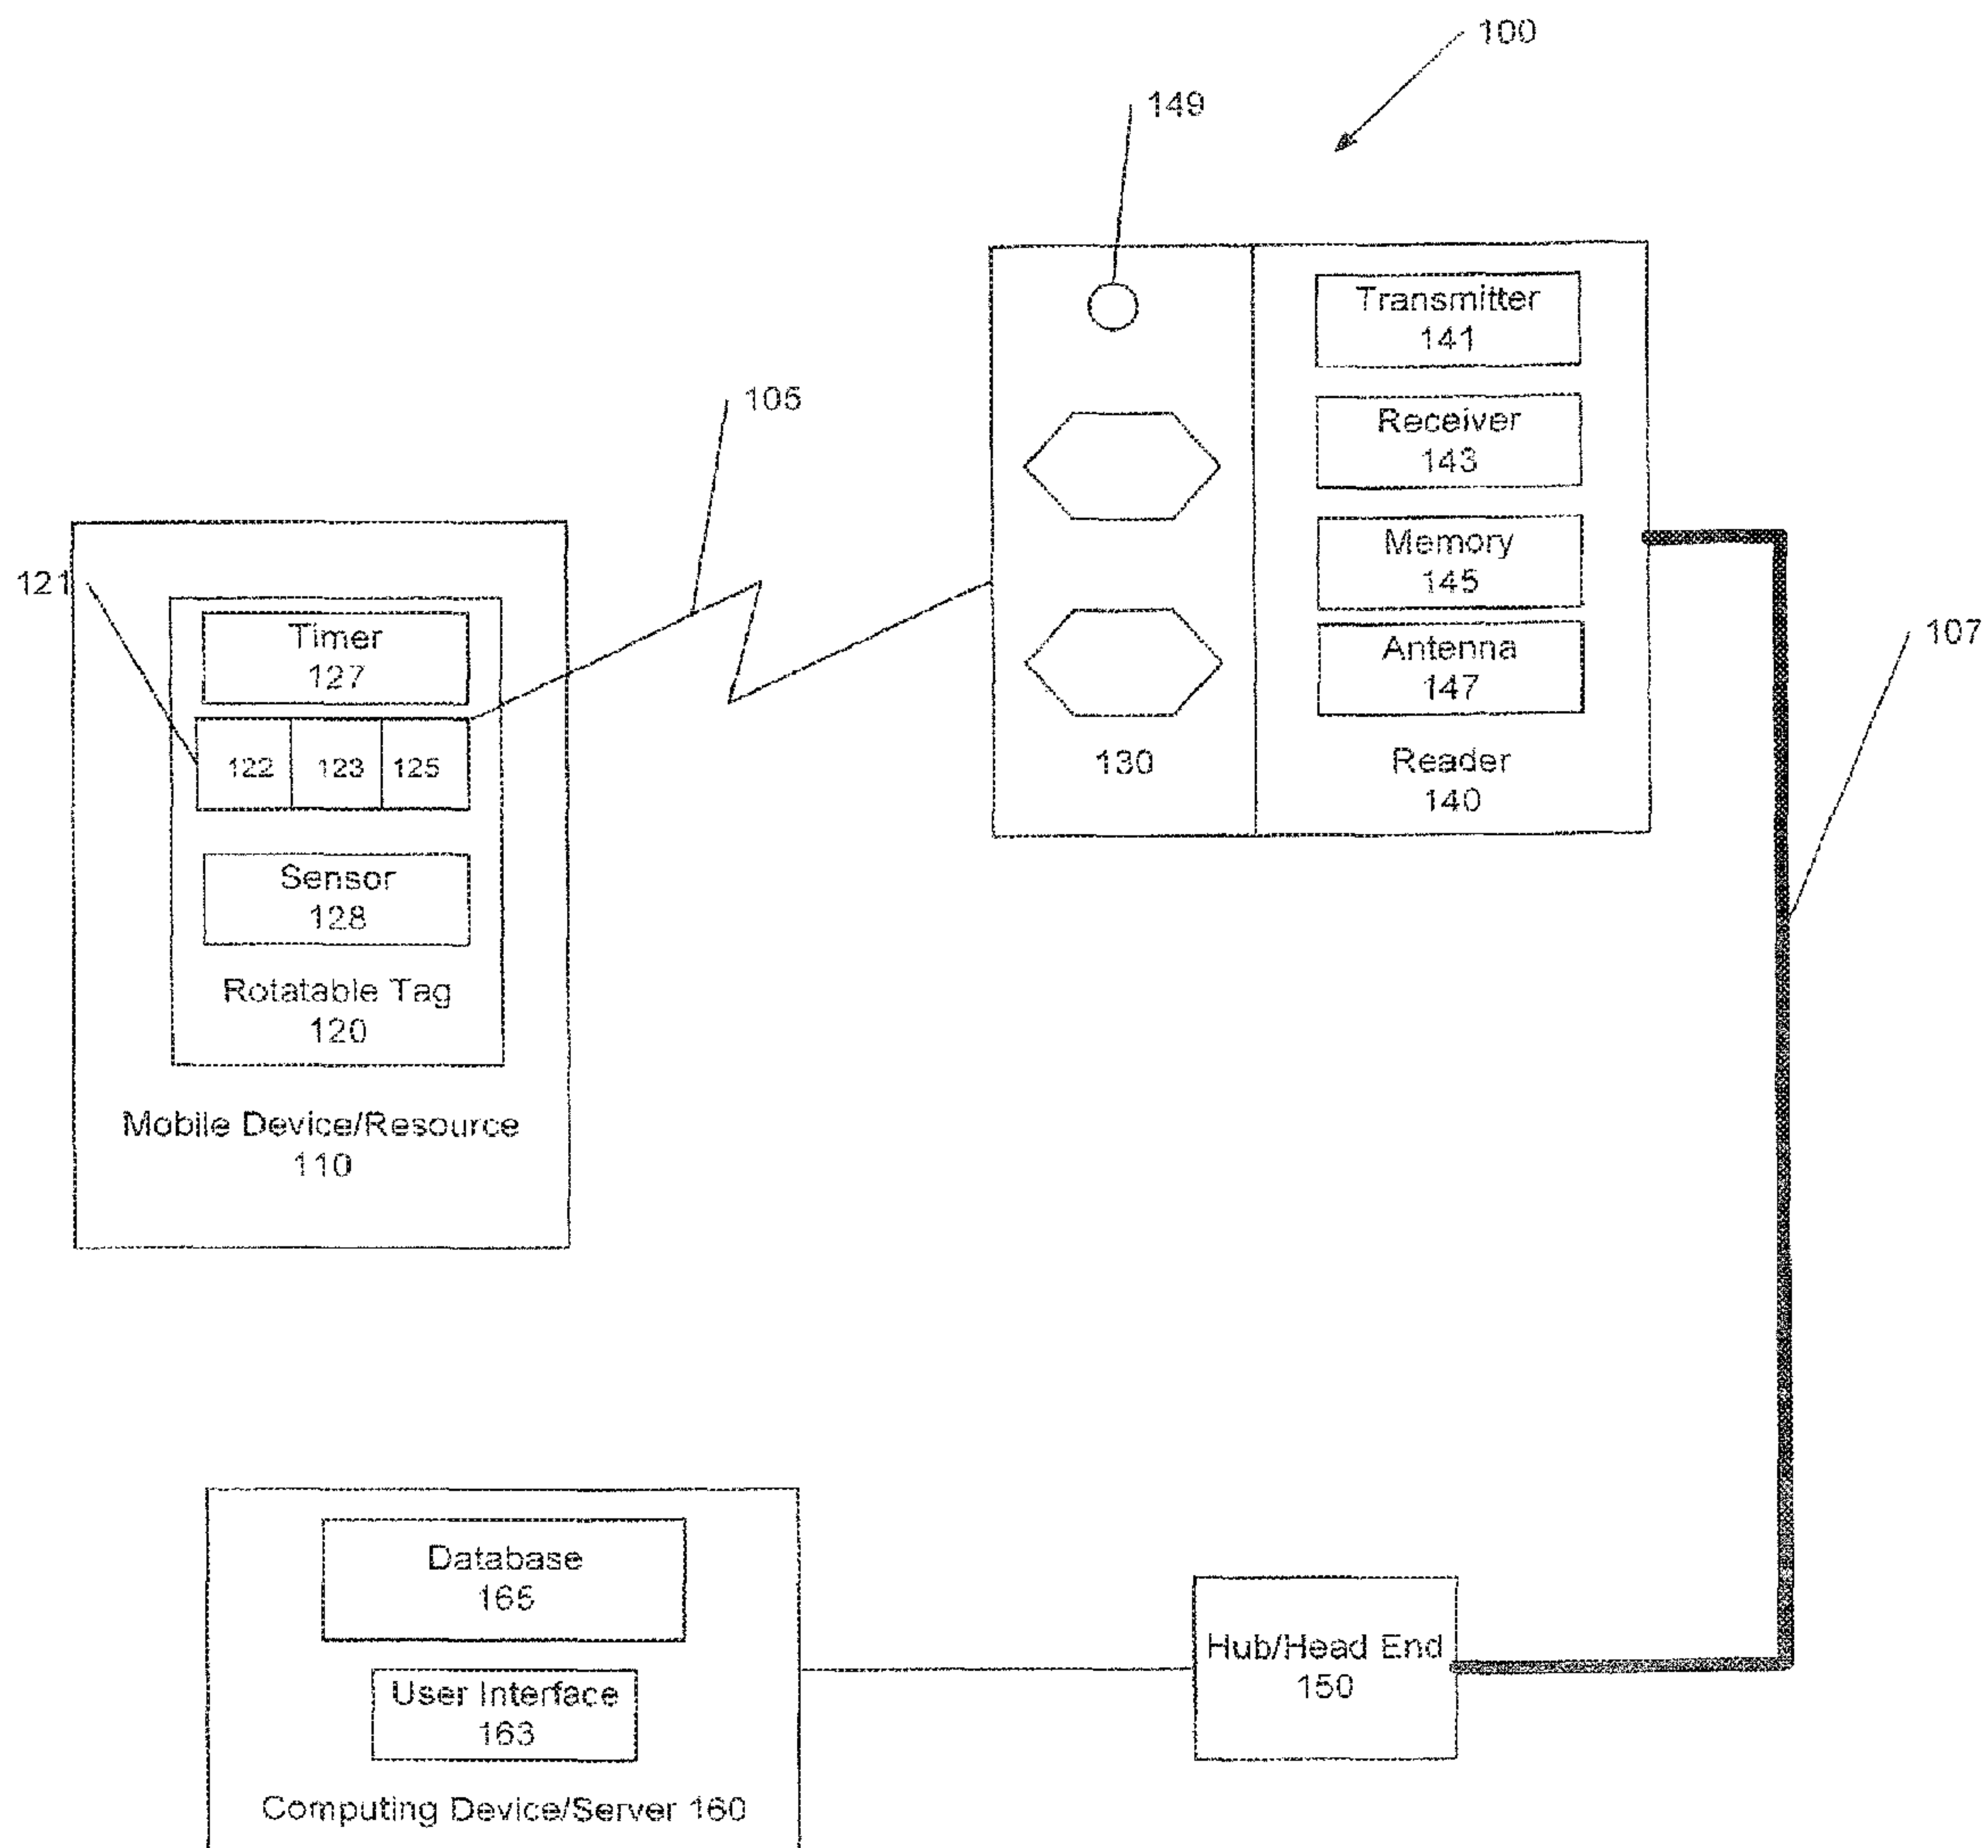 100
149
Transmitter
141
105
Receiver
143
Memory
145
121
Timer
127
Antenna
147
107
122 123 125
130
Reader
140
Sensor
128
Rotatable Tag
120
Mobile Device/Resource
110
Database
165
Hub/Head End
150
User Interface
163
Computing Device/Server 160